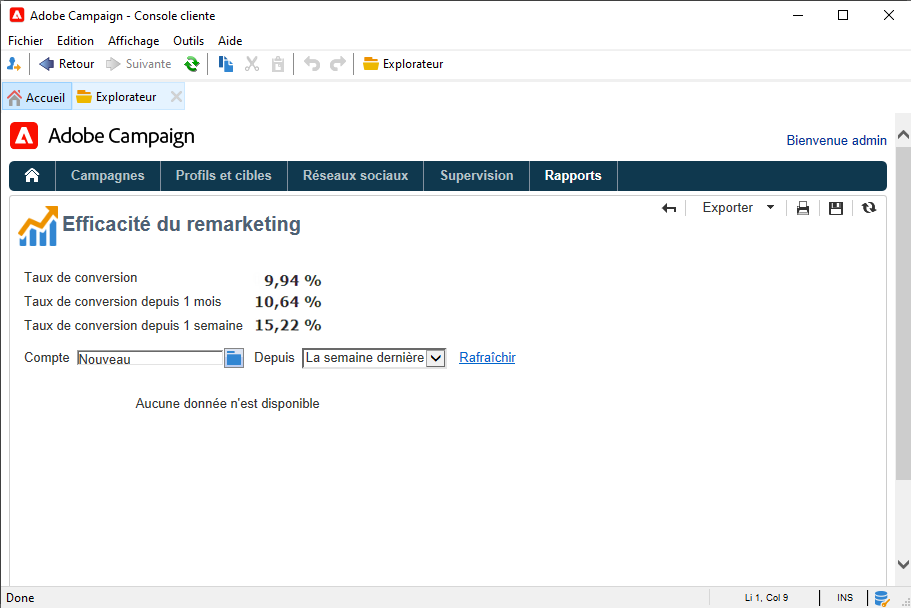 Adobe Campaign - Console cliente
Fichier Edition Affichage Outils Aide
Retour Suivante Explorateur
Accueil Explorateur
Adobe Campaign
Bienvenue admin
Campagnes Profils et cibles Réseaux sociaux Supervision Rapports
Exporter
Efficacité du remarketing
Taux de conversion 9,94 %
Taux de conversion depuis 1 mois 10,64 %
Taux de conversion depuis 1 semaine 15,22 %
Compte Nouveau Depuis La semaine dernière Rafraîchir
Aucune donnée n'est disponible
Done Li 1, Col 9 INS